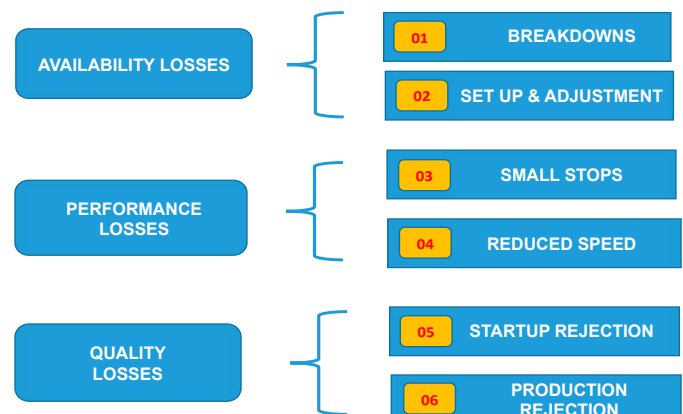 AVAILABILITY LOSSES
01 BREAKDOWNS
02 SET UP & ADJUSTMENT
PERFORMANCE
LOSSES
03 SMALL STOPS
04 REDUCED SPEED
QUALITY
LOSSES
05 STARTUP REJECTION
06 PRODUCTION
REJECTION